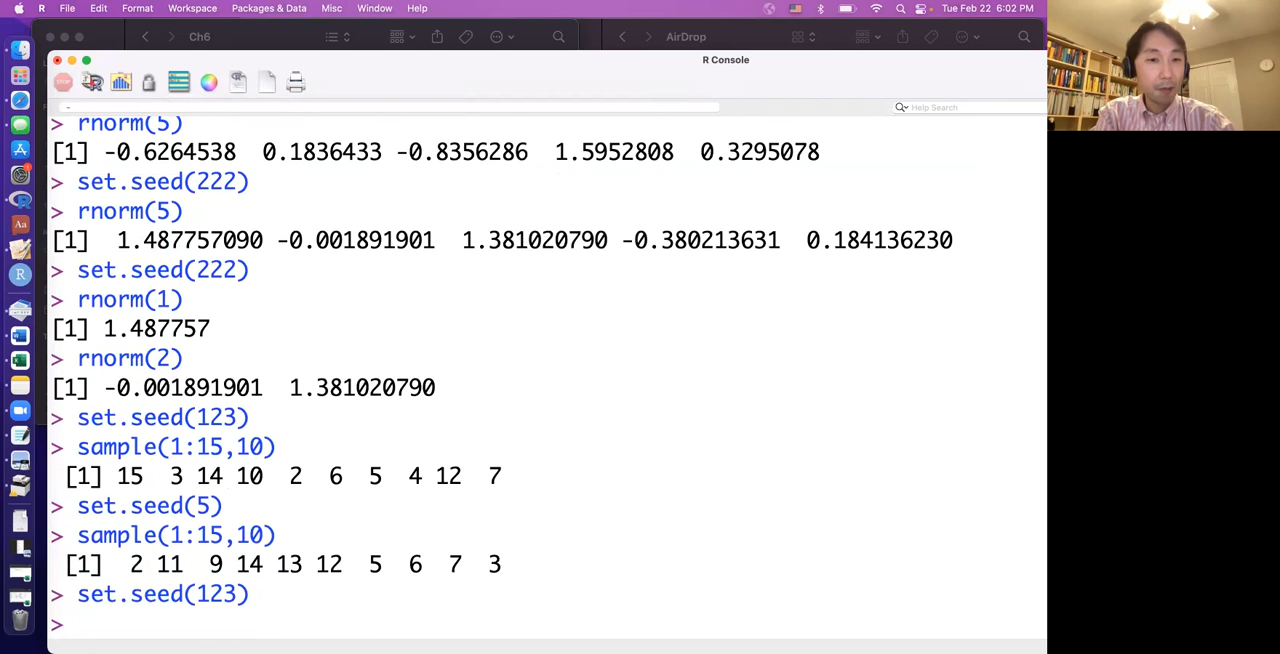 R File Edit Format Workspace Packages & Data Misc Window Help Tue Feb 22 6:02 PM
Ch6 AirDrop
R Console
STOP
Help Search
> rnorm(5)
[1] -0.6264538 0.1836433 -0.8356286 1.5952808 0.3295078
> set.seed(222)
> rnorm(5)
[1] 1.487757090 -0.001891901 1.381020790 -0.380213631 0.184136230
> set.seed(222)
> rnorm(1)
[1] 1.487757
> rnorm(2)
[1] -0.001891901 1.381020790
> set.seed(123)
> sample(1:15,10)
[1] 15 3 14 10 2 6 5 4 12 7
> set.seed(5)
> sample(1:15,10)
[1] 2 11 9 14 13 12 5 6 7 3
> set.seed(123)
>